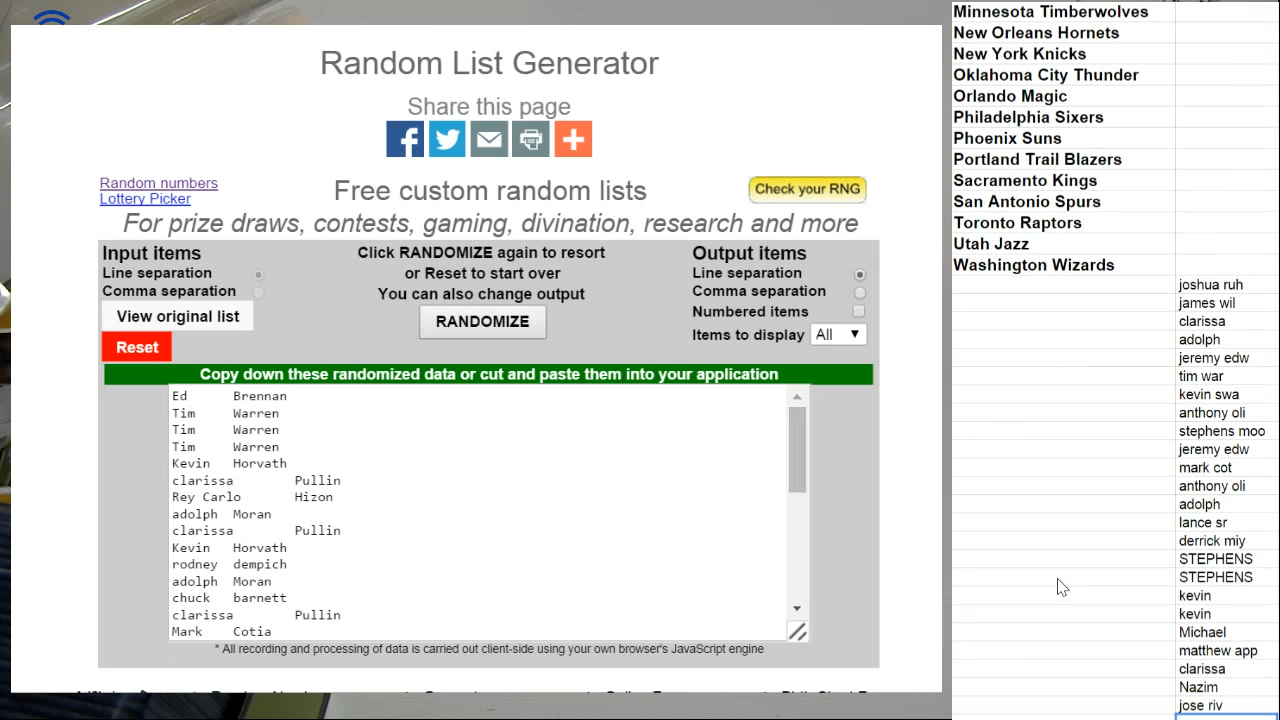 Random List Generator
Share this page
Random numbers
Lottery Picker
Free custom random lists
Check your RNG
For prize draws, contests, gaming, divination, research and more
Input items
Line separation
Comma separation
View original list
Reset
Click RANDOMIZE again to resort
or Reset to start over
You can also change output
RANDOMIZE
Output items
Line separation
Comma separation
Numbered items
Items to display All
Copy down these randomized data or cut and paste them into your application
Ed Brennan
Tim Warren
Tim Warren
Tim Warren
Kevin Horvath
clarissa Pullin
Rey Carlo Hizon
adolph Moran
clarissa Pullin
Kevin Horvath
rodney dempich
adolph Moran
chuck barnett
clarissa Pullin
Mark Cotia
* All recording and processing of data is carried out client-side using your own browser's JavaScript engine
Minnesota Timberwolves
New Orleans Hornets
New York Knicks
Oklahoma City Thunder
Orlando Magic
Philadelphia Sixers
Phoenix Suns
Portland Trail Blazers
Sacramento Kings
San Antonio Spurs
Toronto Raptors
Utah Jazz
Washington Wizards
joshua ruh
james wil
clarissa
adolph
jeremy edw
tim war
kevin swa
anthony oli
stephens moo
jeremy edw
mark cot
anthony oli
adolph
lance sr
derrick miy
STEPHENS
STEPHENS
kevin
kevin
Michael
matthew app
clarissa
Nazim
jose riv